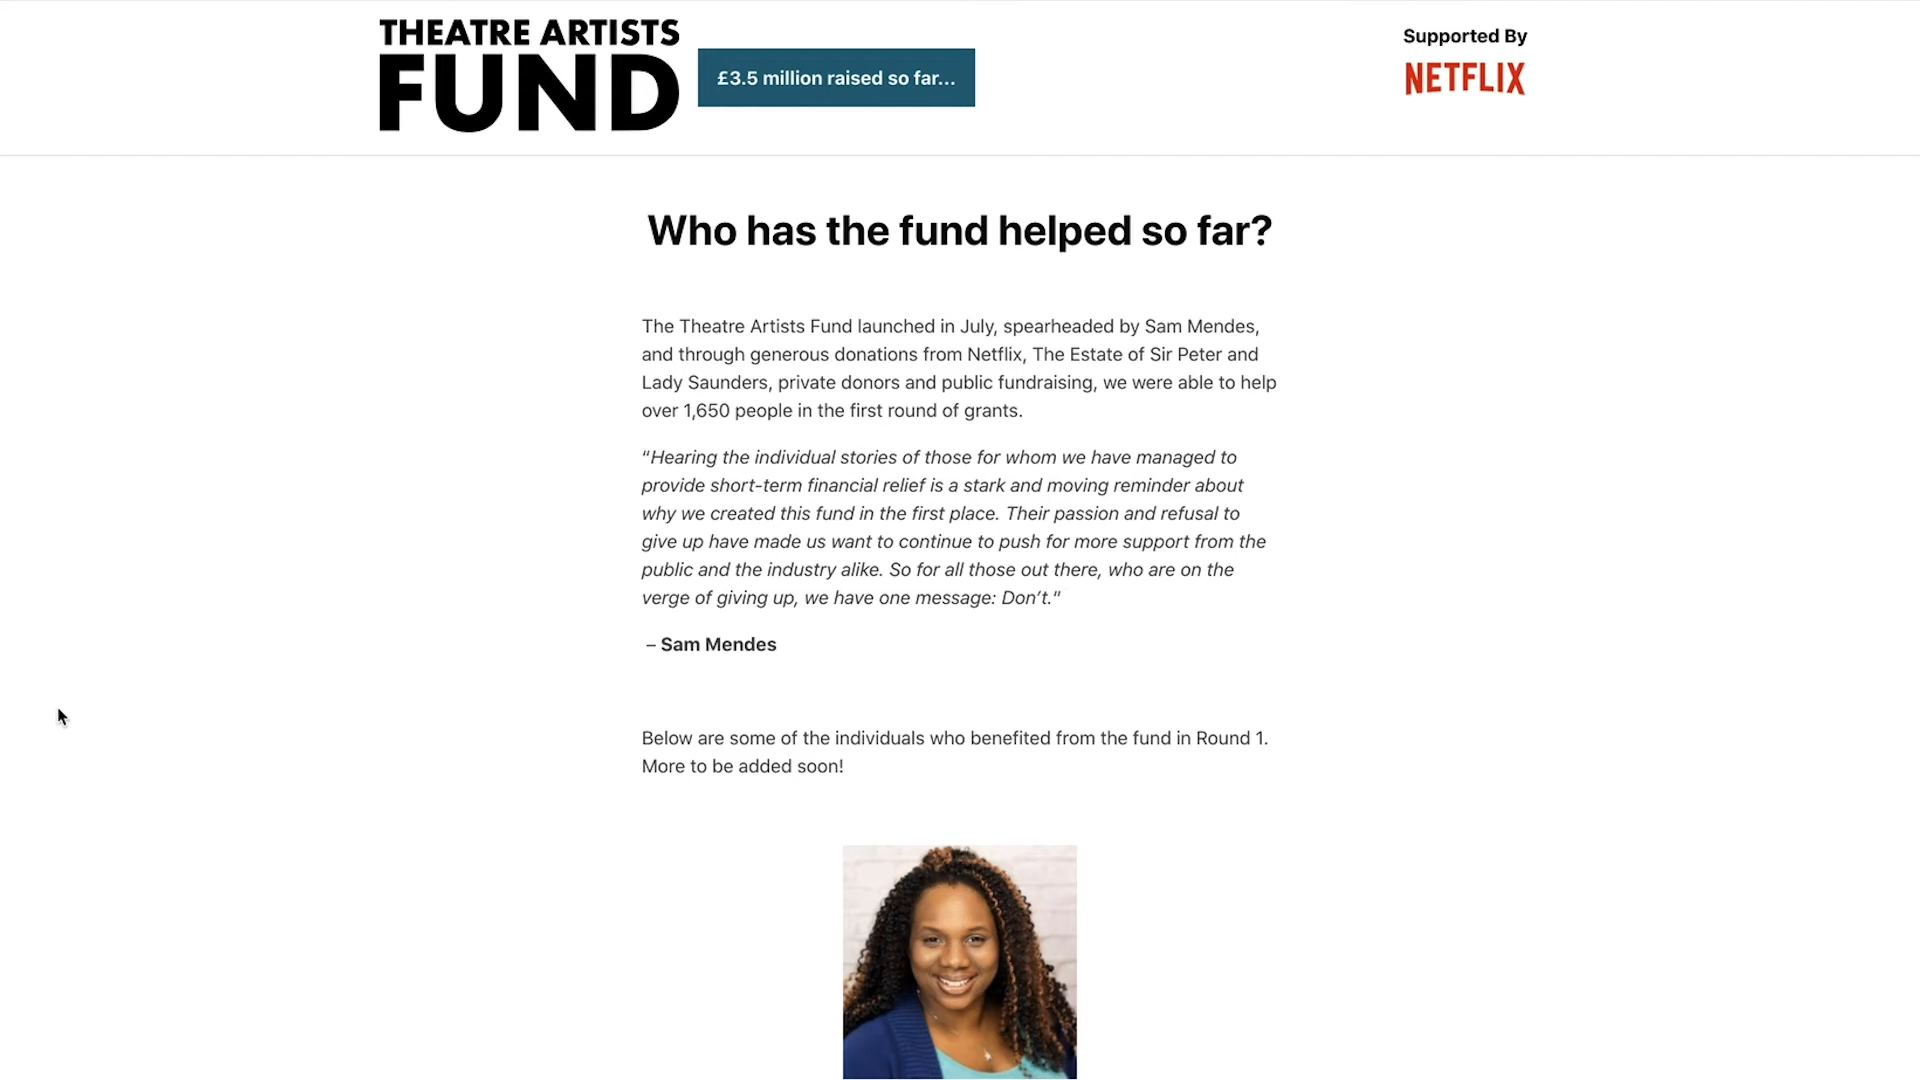 THEATRE ARTISTS
FUND
£3.5 million raised so far...
Supported By
NETFLIX
Who has the fund helped so far?
The Theatre Artists Fund launched in July, spearheaded by Sam Mendes,
and through generous donations from Netflix, The Estate of Sir Peter and
Lady Saunders, private donors and public fundraising, we were able to help
over 1,650 people in the first round of grants.
“Hearing the individual stories of those for whom we have managed to
provide short-term financial relief is a stark and moving reminder about
why we created this fund in the first place. Their passion and refusal to
give up have made us want to continue to push for more support from the
public and the industry alike. So for all those out there, who are on the
verge of giving up, we have one message: Don’t.“
– Sam Mendes
Below are some of the individuals who benefited from the fund in Round 1.
More to be added soon!